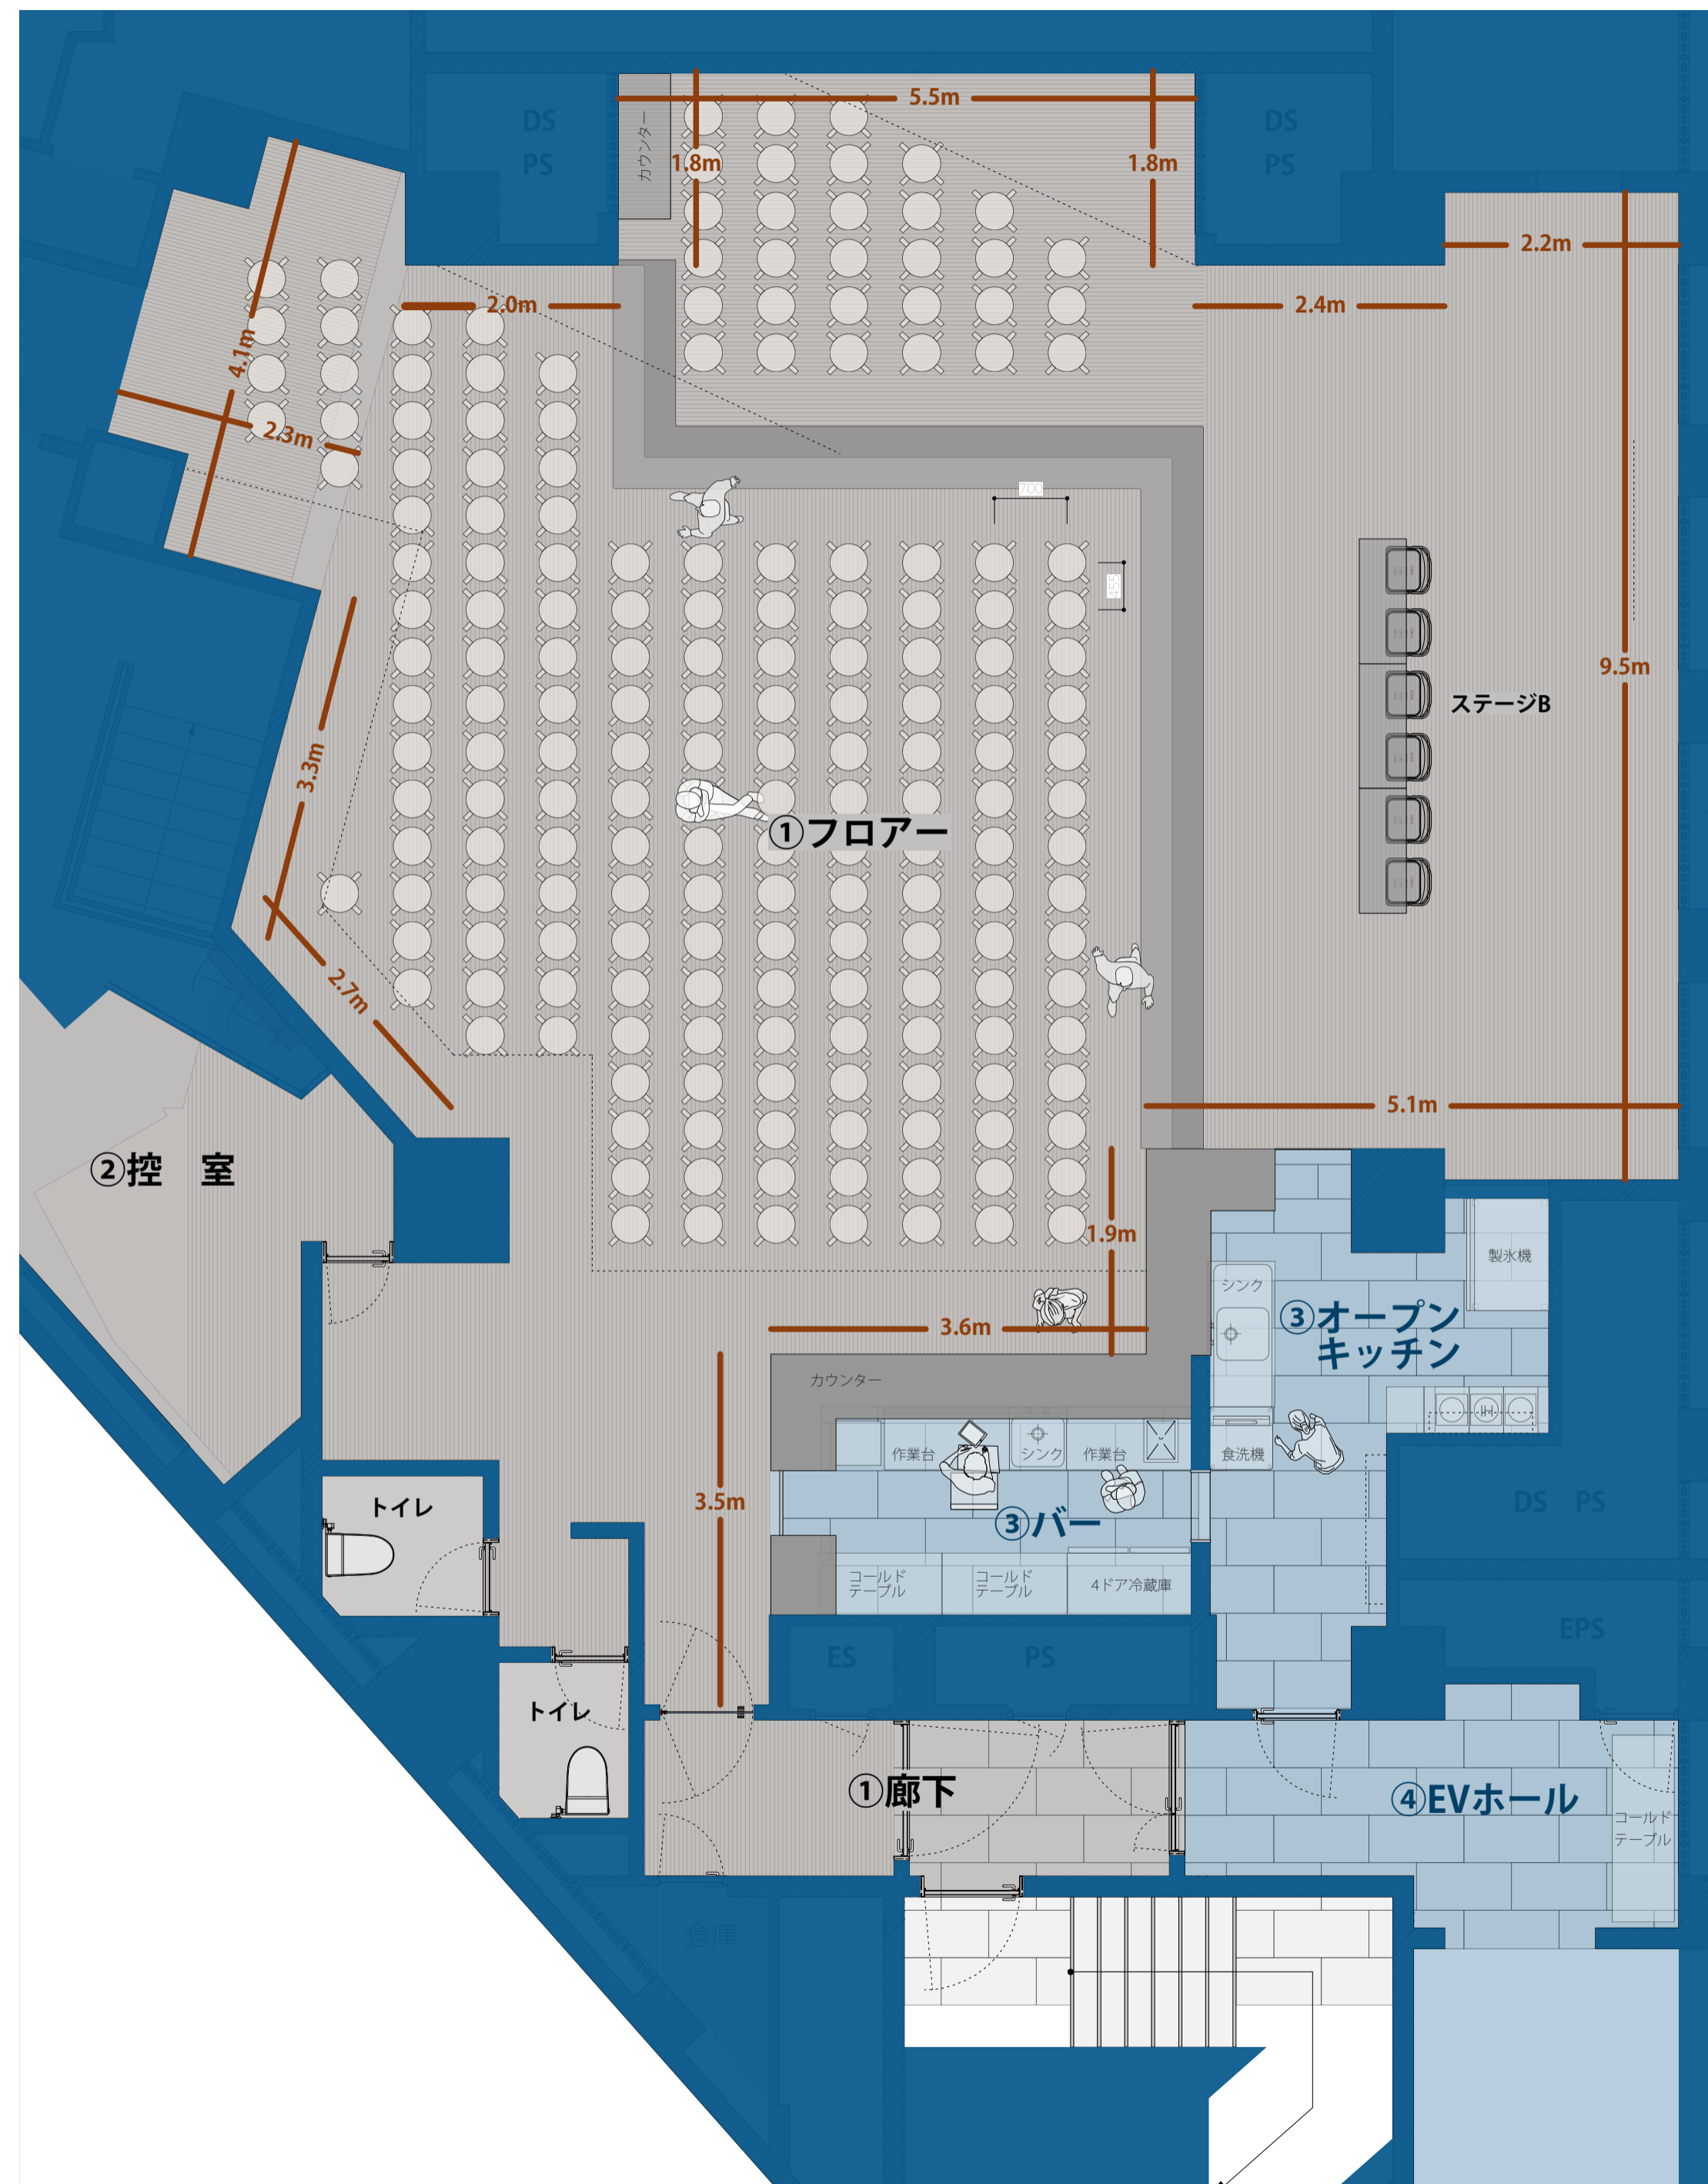 5.5m
DS
PS
カウンター
1.8m
1.8m
DS
PS
2.2m
2.0m
2.4m
4.1m
2.3m
700
455
9.5m
ステージB
3.3m
①フロアー
2.7m
5.1m
②控　室
1.9m
製氷機
シンク
③オープン
キッチン
3.6m
カウンター
IH
作業台
シンク
作業台
食洗機
3.5m
トイレ
③バー
DS PS
コールド
テーブル
コールド
テーブル
4ドア冷蔵庫
EPS
ES
PS
トイレ
①廊下
④EVホール
コールド
テーブル
倉庫